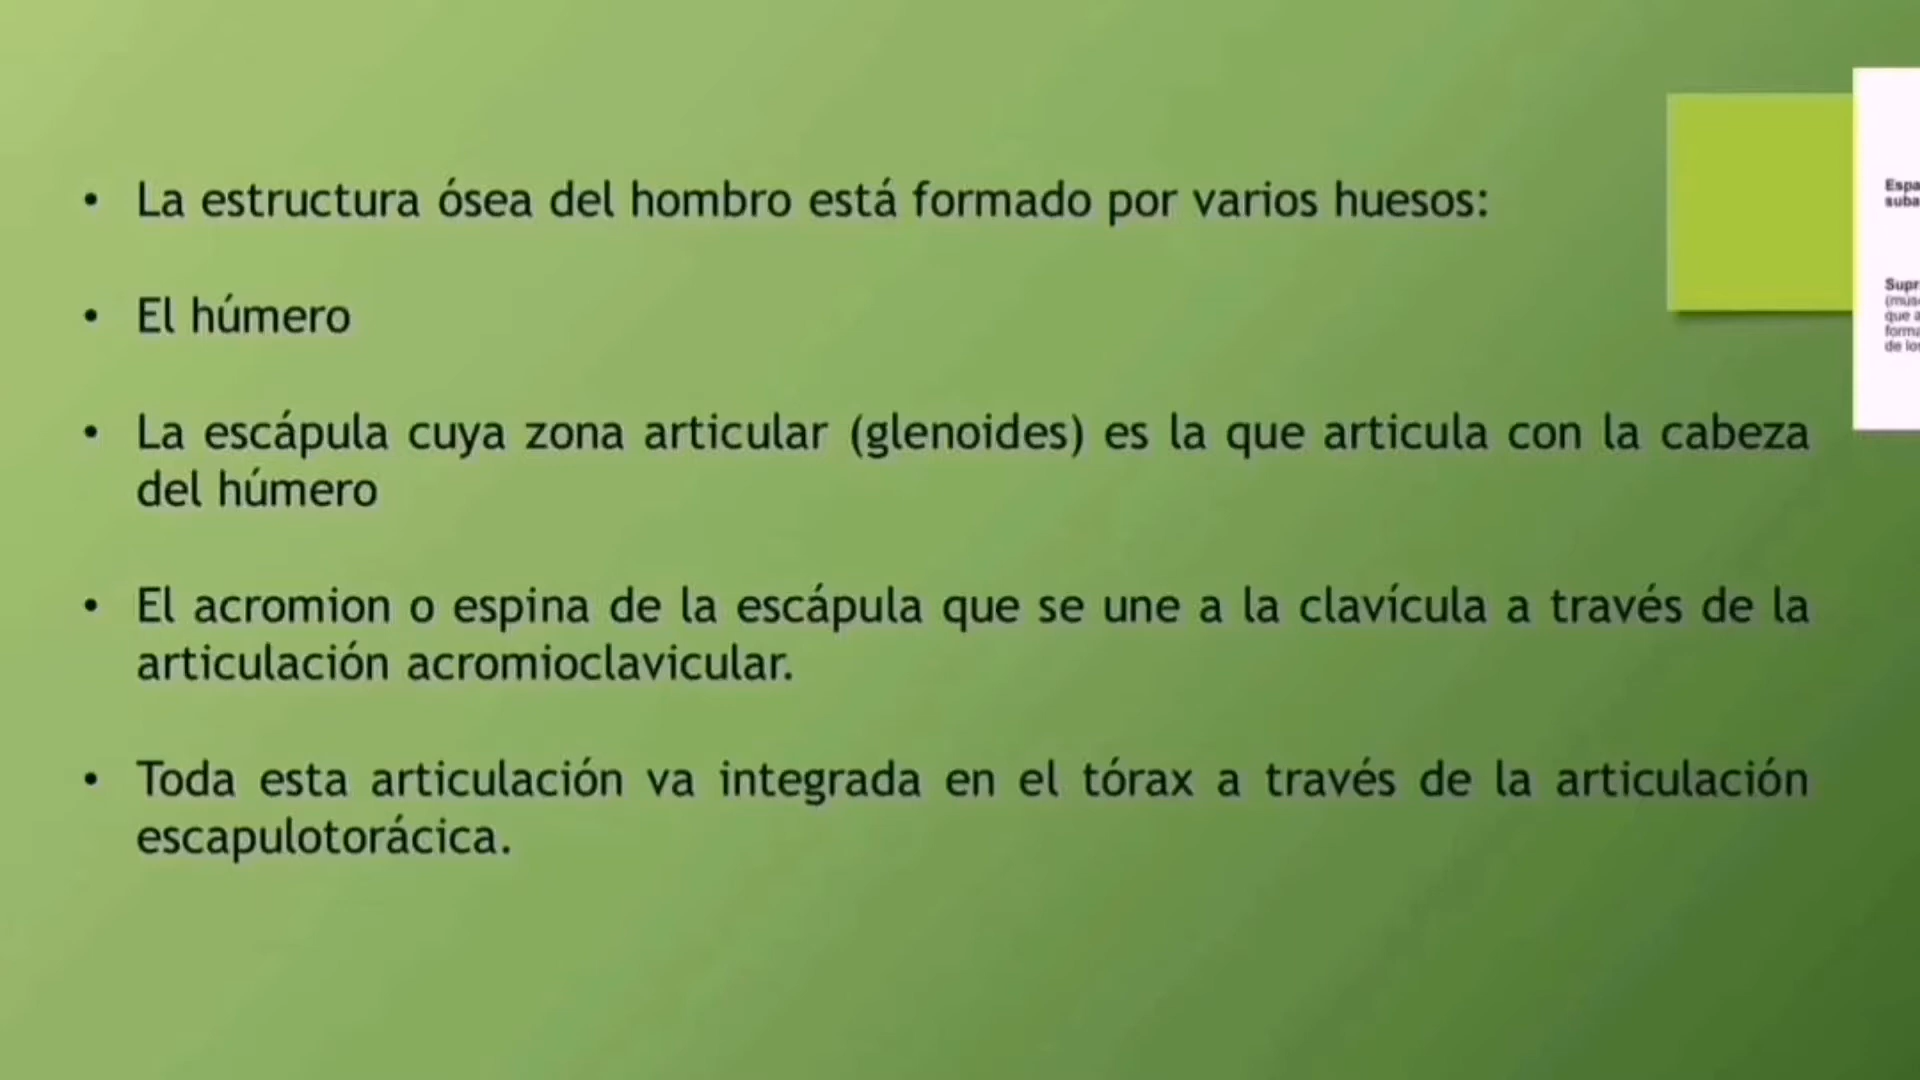 • La estructura ósea del hombro está formado por varios huesos:
• El húmero
• La escápula cuya zona articular (glenoides) es la que articula con la cabeza
del húmero
• El acromion o espina de la escápula que se une a la clavícula a través de la
articulación acromioclavicular.
• Toda esta articulación va integrada en el tórax a través de la articulación
escapulotorácica.
que
de